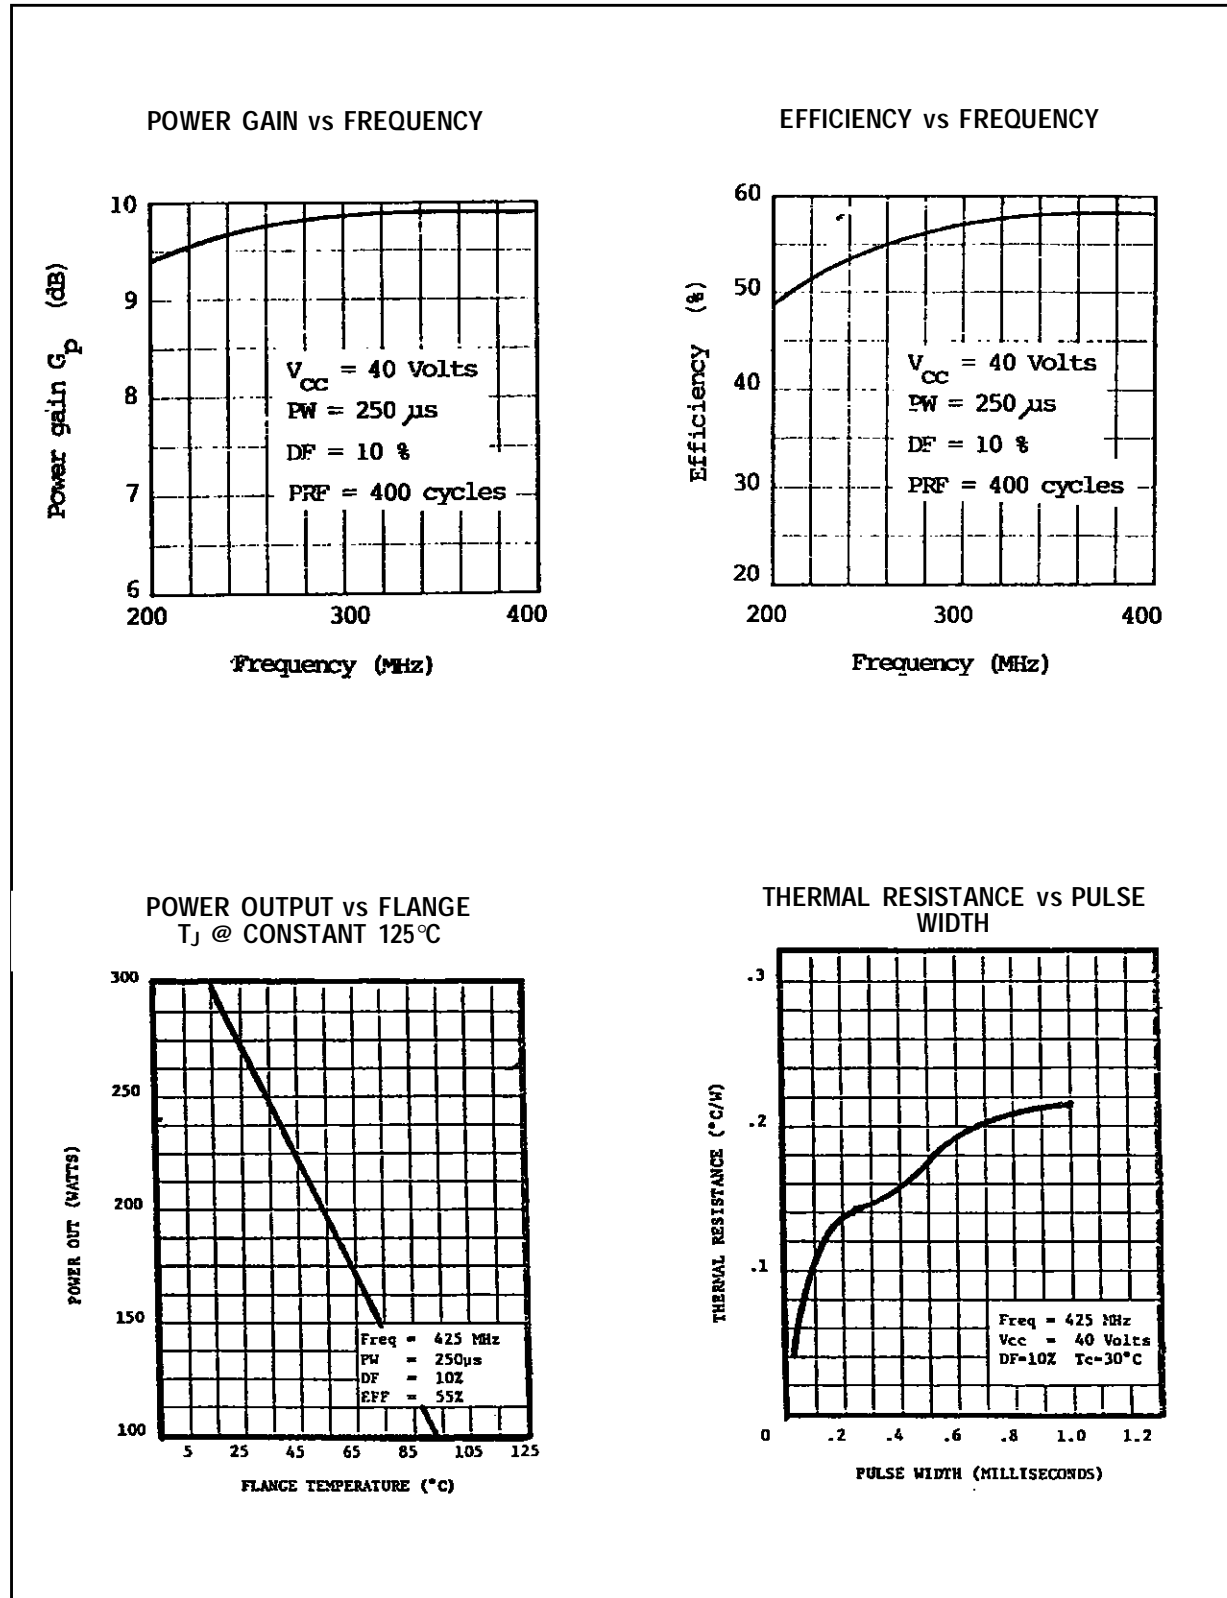 POWER GAIN vs FREQUENCY
10
9
8
7
6
200
300
400
Power gain Gp (dB)
Vcc = 40 Volts
PW = 250 µs
DF = 10 %
PRF = 400 cycles
Frequency (MHz)
EFFICIENCY vs FREQUENCY
60
50
40
30
20
200
300
400
Efficiency (%)
Vcc = 40 Volts
PW = 250 µs
DF = 10 %
PRF = 400 cycles
Frequency (MHz)
POWER OUTPUT vs FLANGE
TJ @ CONSTANT 125°C
300
250
200
150
100
POWER OUT (WATTS)
Freq = 425 MHz
PW = 250µs
DF = 10%
EFF = 55%
5 25 45 65 85 105 125
FLANGE TEMPERATURE (°C)
THERMAL RESISTANCE vs PULSE
WIDTH
.3
.2
.1
THERMAL RESISTANCE (°C/W)
Freq = 425 MHz
Vcc = 40 Volts
DF=10% Tc=30°C
0 .2 .4 .6 .8 1.0 1.2
PULSE WIDTH (MILLISECONDS)